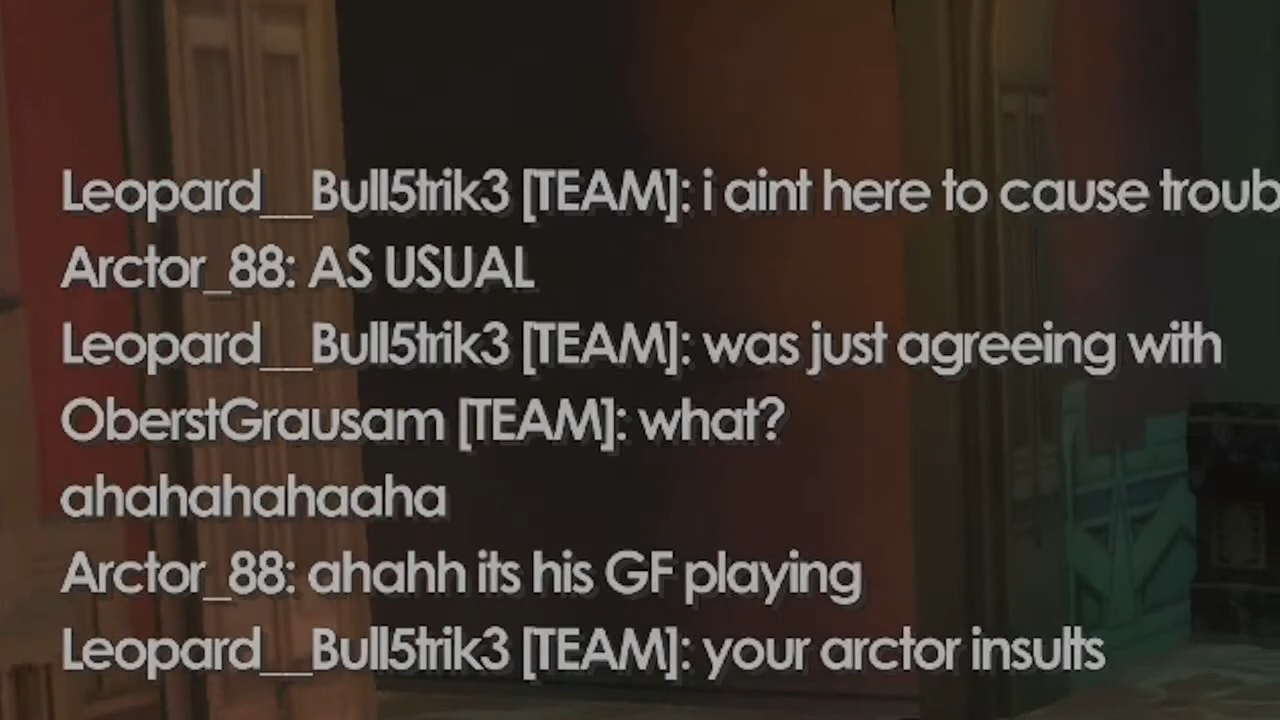 Leopard__Bull5trik3 [TEAM]: i aint here to cause troub
Arctor_88: AS USUAL
Leopard__Bull5trik3 [TEAM]: was just agreeing with
OberstGrausam [TEAM]: what?
ahahahahaaha
Arctor_88: ahahh its his GF playing
Leopard__Bull5trik3 [TEAM]: your arctor insults